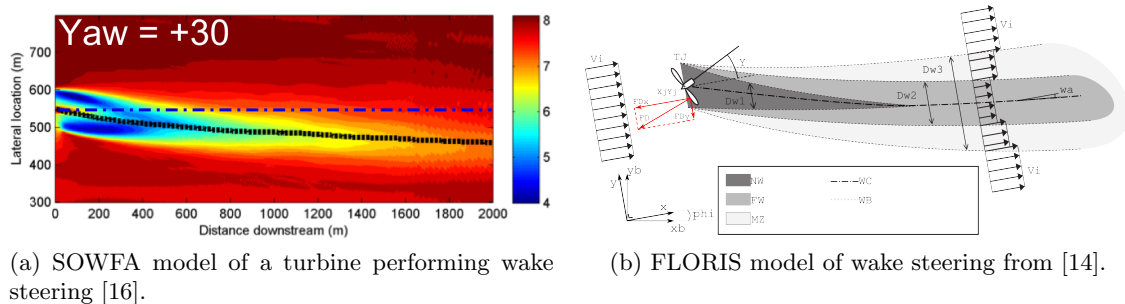 Yaw = +30
Lateral location (m)
800
700
600
500
400
300
0 200 400 600 800 1000 1200 1400 1600 1800 2000
Distance downstream (m)
8
7
6
5
4
Vi
TJ
γ
XjYj
FDx
FD
FDy
Dw1
Dw2
Dw3
wa
Vi
Vi
y
yb
x
xb
)phi
NW
FW
MZ
WC
WB
(a) SOWFA model of a turbine performing wake
steering [16].
(b) FLORIS model of wake steering from [14].